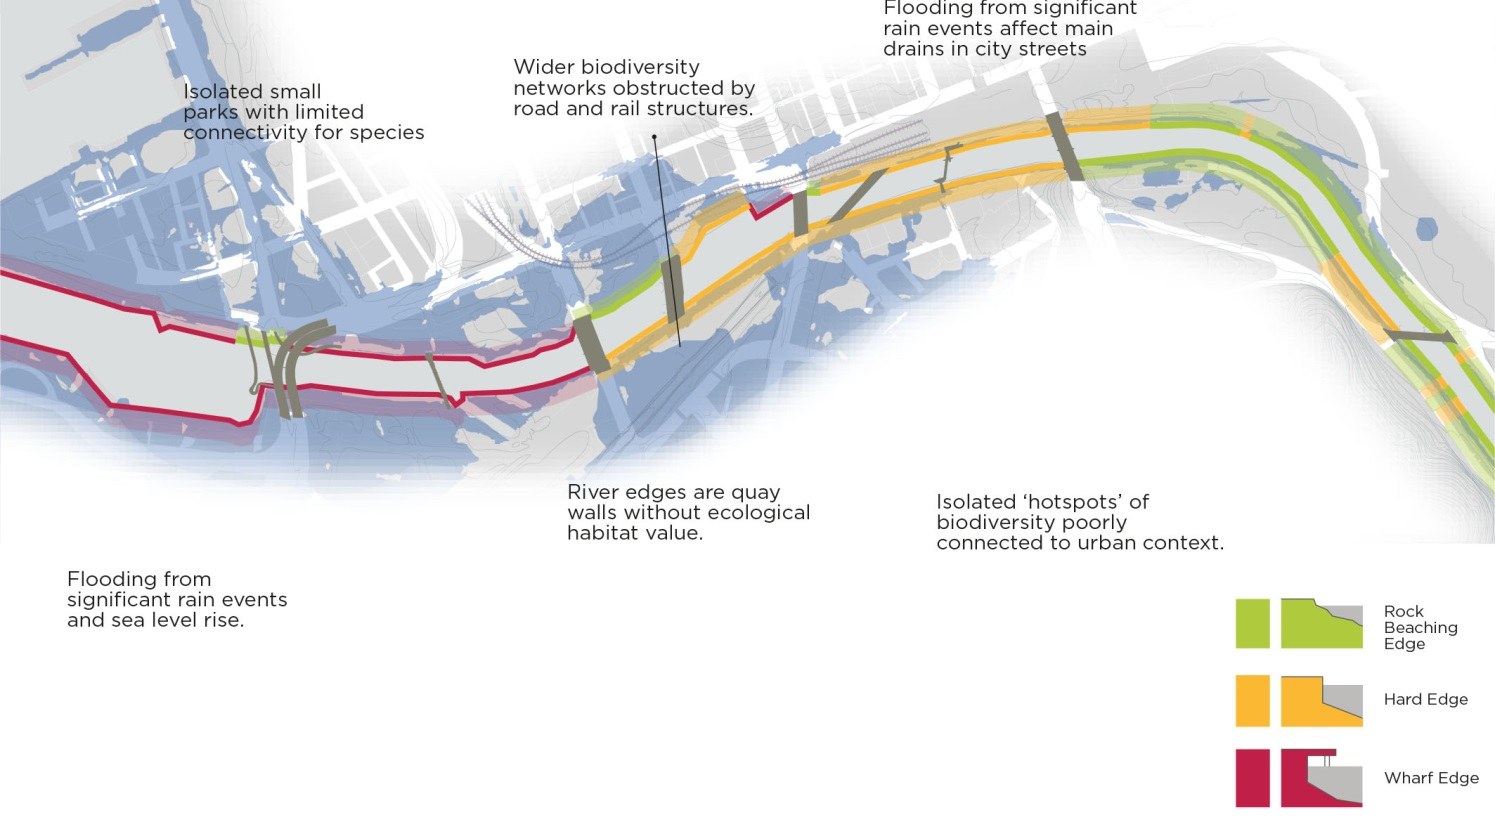 Flooding from significant
rain events affect main
drains in city streets
Wider biodiversity
networks obstructed by
road and rail structures.
Isolated small
parks with limited
connectivity for species
River edges are quay
walls without ecological
habitat value.
Isolated ‘hotspots’ of
biodiversity poorly
connected to urban context.
Flooding from
significant rain events
and sea level rise.
Rock
Beaching
Edge
Hard Edge
Wharf Edge